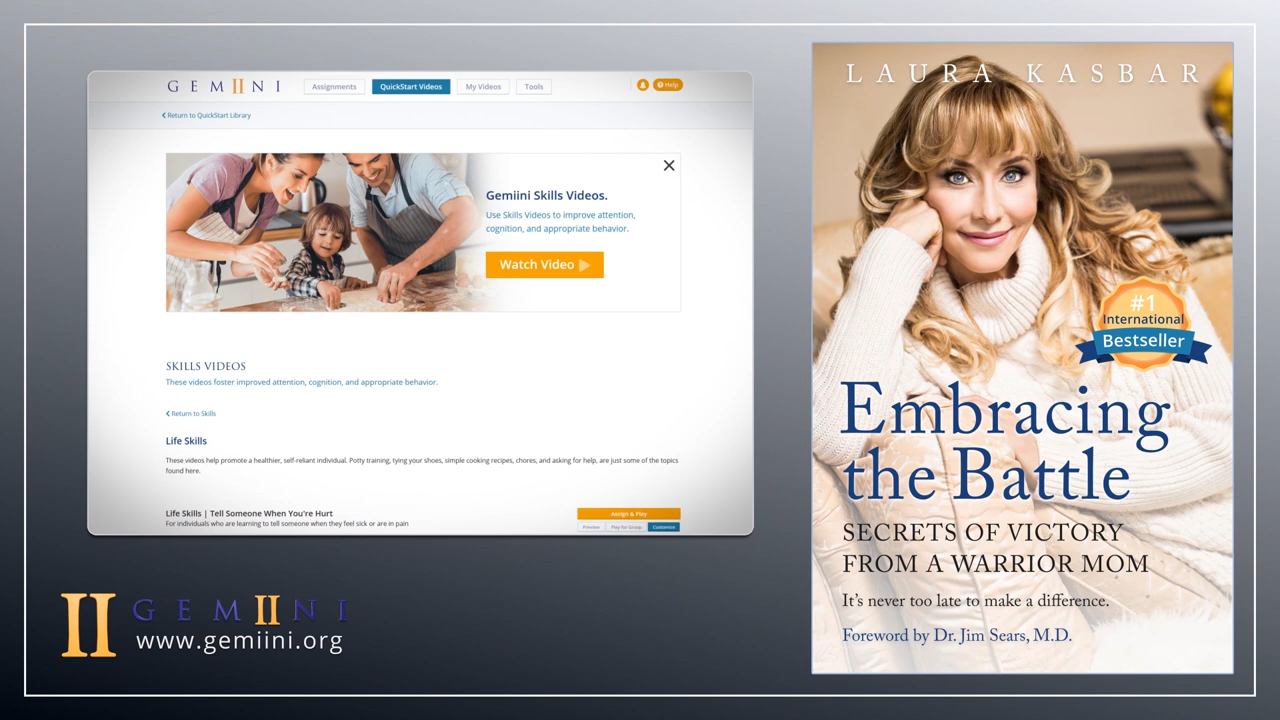 GEMIINI
Assignments
QuickStart Videos
My Videos
Tools
Help
Return to QuickStart Library
Gemiini Skills Videos.
Use Skills Videos to improve attention,
cognition, and appropriate behavior.
Watch Video
SKILLS VIDEOS
These videos foster improved attention, cognition, and appropriate behavior.
Return to Skills
Life Skills
These videos help promote a healthier, self-reliant individual. Potty training, tying your shoes, simple cooking recipes, chores, and asking for help, are just some of the topics
found here.
Life Skills | Tell Someone When You're Hurt
For individuals who are learning to tell someone when they feel sick or are in pain
Assign & Play
Preview
Play for Group
Customize
II GEMIINI
www.gemiini.org
LAURA KASBAR
#1
International
Bestseller
Embracing
the Battle
SECRETS OF VICTORY
FROM A WARRIOR MOM
It's never too late to make a difference.
Foreword by Dr. Jim Sears, M.D.